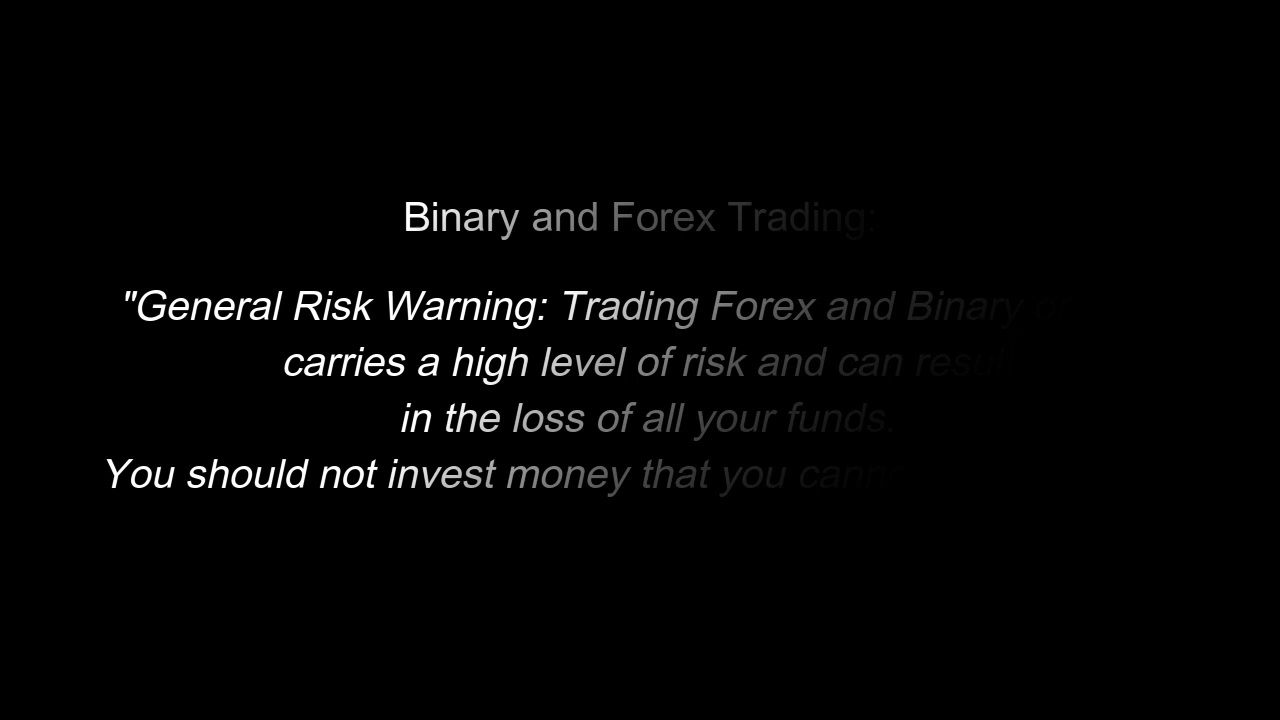 Binary and Forex Trading:
"General Risk Warning: Trading Forex and Binary
carries a high level of risk and can
in the loss of all your funds.
You should not invest money that you